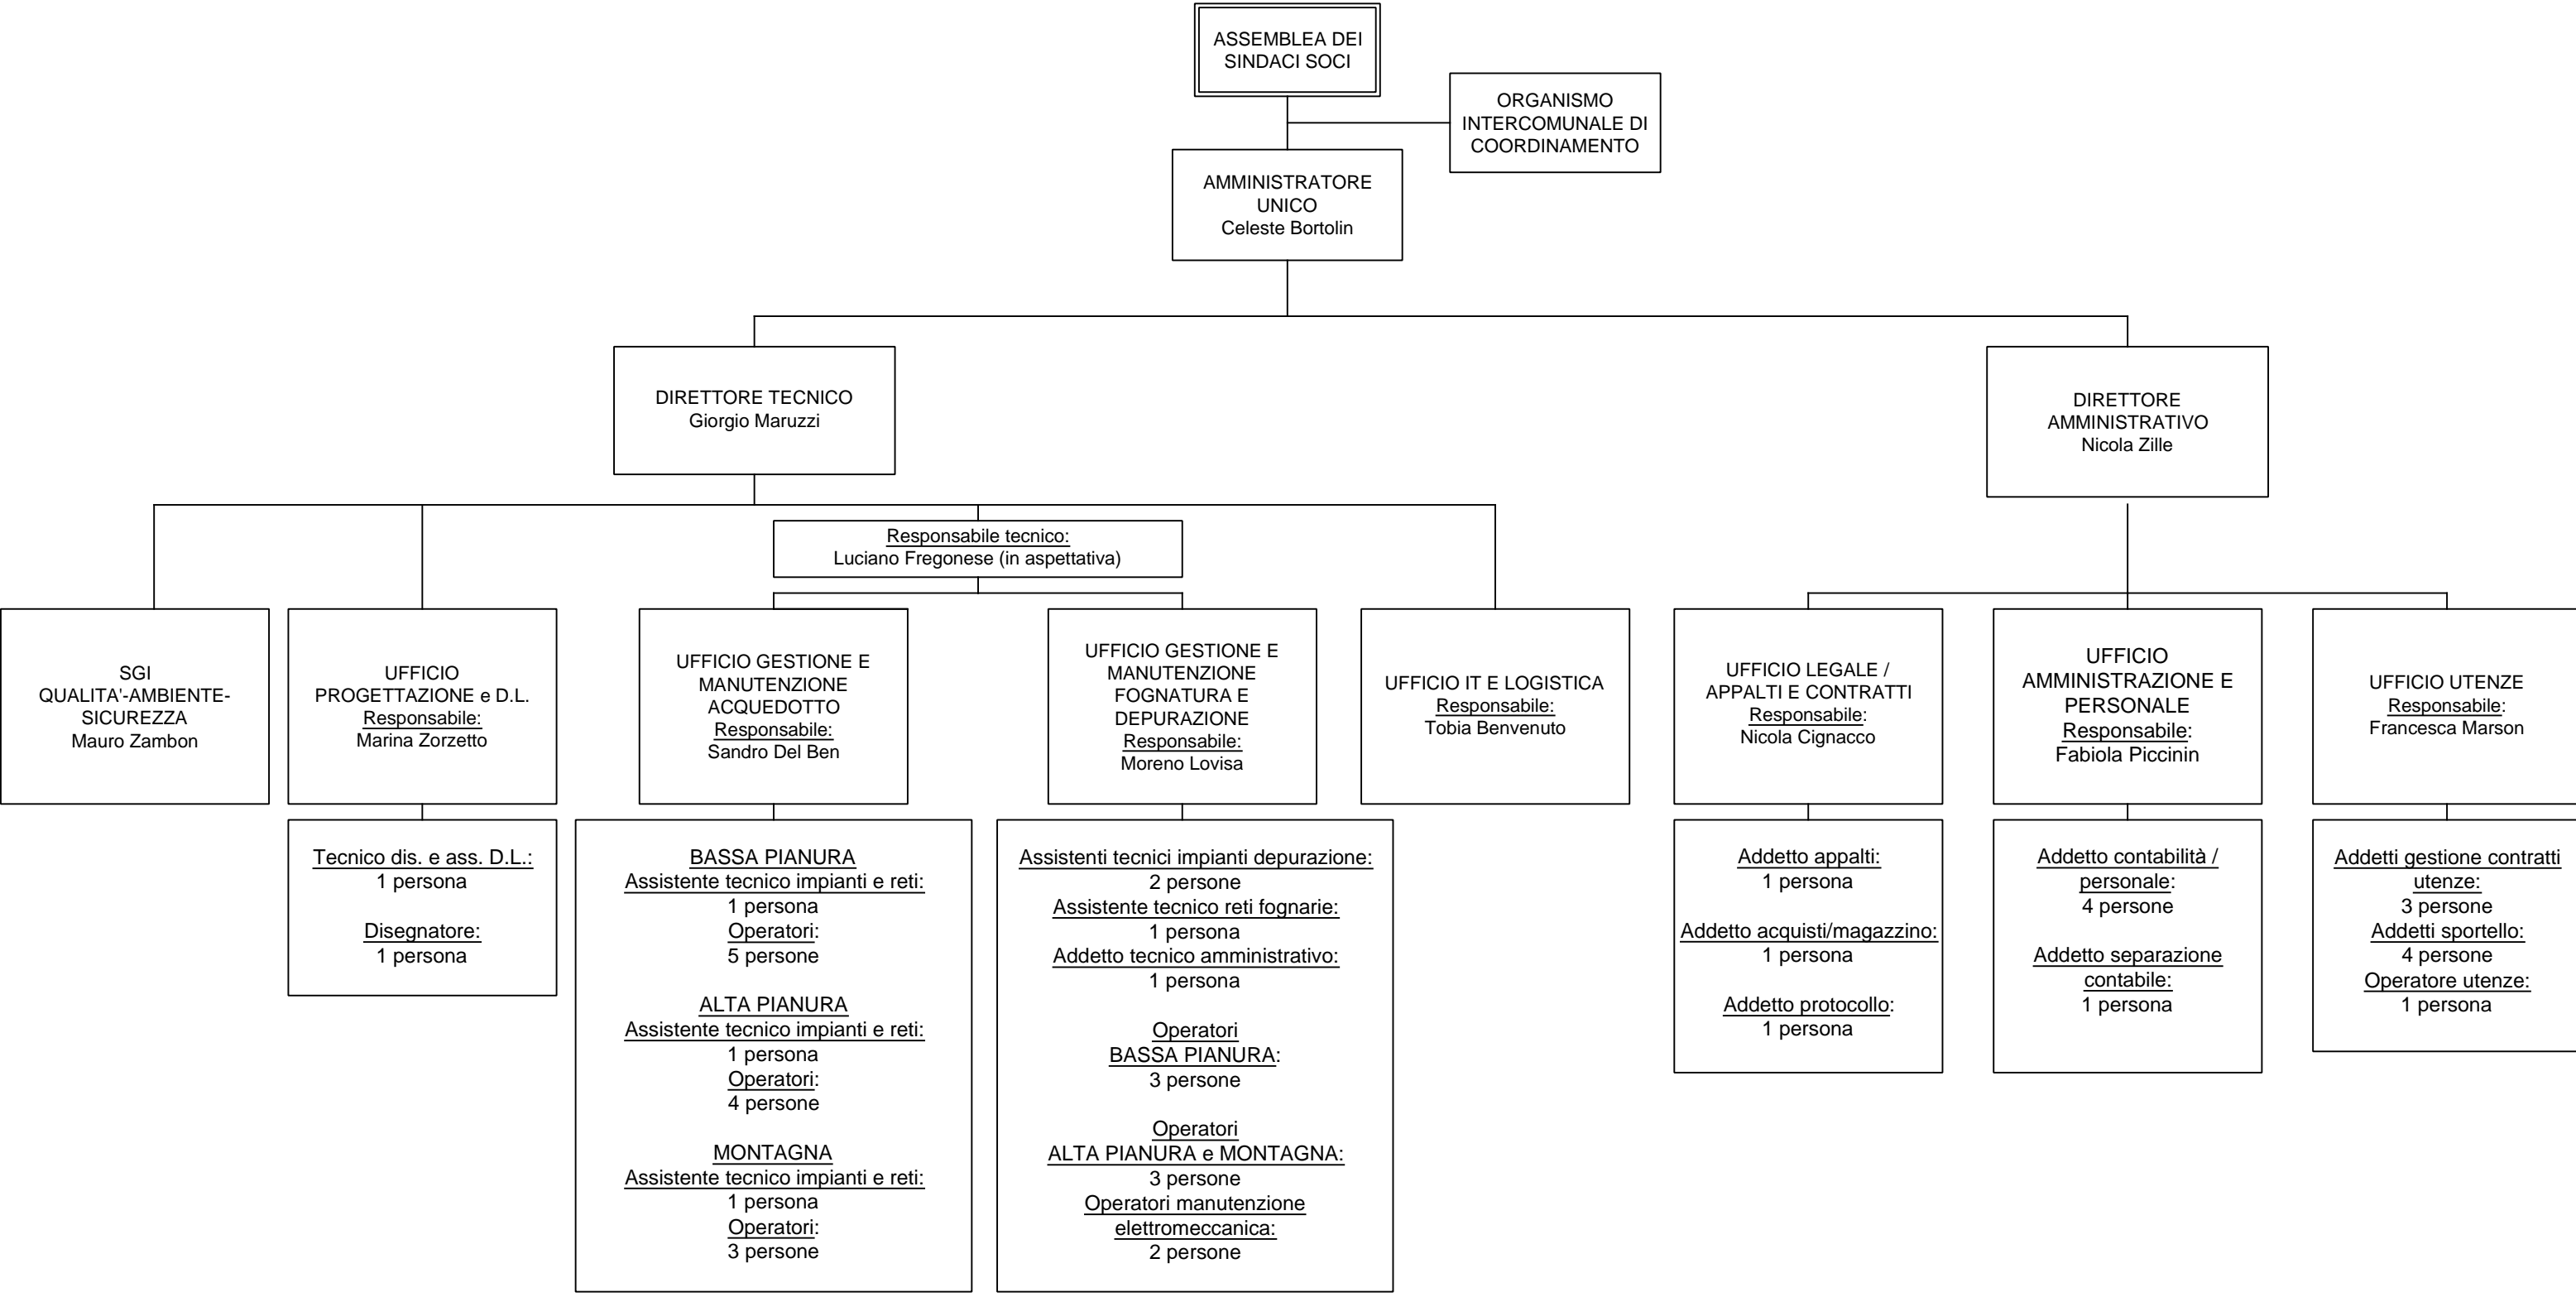 ASSEMBLEA DEI
SINDACI SOCI
ORGANISMO
INTERCOMUNALE DI
COORDINAMENTO
AMMINISTRATORE
UNICO
Celeste Bortolin
DIRETTORE TECNICO
Giorgio Maruzzi
DIRETTORE
AMMINISTRATIVO
Nicola Zille
Responsabile tecnico:
Luciano Fregonese (in aspettativa)
SGI
QUALITA'-AMBIENTE-
SICUREZZA
Mauro Zambon
UFFICIO
PROGETTAZIONE e D.L.
Responsabile:
Marina Zorzetto
UFFICIO GESTIONE E
MANUTENZIONE
ACQUEDOTTO
Responsabile:
Sandro Del Ben
UFFICIO GESTIONE E
MANUTENZIONE
FOGNATURA E
DEPURAZIONE
Responsabile:
Moreno Lovisa
UFFICIO IT E LOGISTICA
Responsabile:
Tobia Benvenuto
UFFICIO LEGALE /
APPALTI E CONTRATTI
Responsabile:
Nicola Cignacco
UFFICIO
AMMINISTRAZIONE E
PERSONALE
Responsabile:
Fabiola Piccinin
UFFICIO UTENZE
Responsabile:
Francesca Marson
Tecnico dis. e ass. D.L.:
1 persona
Disegnatore:
1 persona
BASSA PIANURA
Assistente tecnico impianti e reti:
1 persona
Operatori:
5 persone
ALTA PIANURA
Assistente tecnico impianti e reti:
1 persona
Operatori:
4 persone
MONTAGNA
Assistente tecnico impianti e reti:
1 persona
Operatori:
3 persone
Assistenti tecnici impianti depurazione:
2 persone
Assistente tecnico reti fognarie:
1 persona
Addetto tecnico amministrativo:
1 persona
Operatori
BASSA PIANURA:
3 persone
Operatori
ALTA PIANURA e MONTAGNA:
3 persone
Operatori manutenzione
elettromeccanica:
2 persone
Addetto appalti:
1 persona
Addetto acquisti/magazzino:
1 persona
Addetto protocollo:
1 persona
Addetto contabilità /
personale:
4 persone
Addetto separazione
contabile:
1 persona
Addetti gestione contratti
utenze:
3 persone
Addetti sportello:
4 persone
Operatore utenze:
1 persona